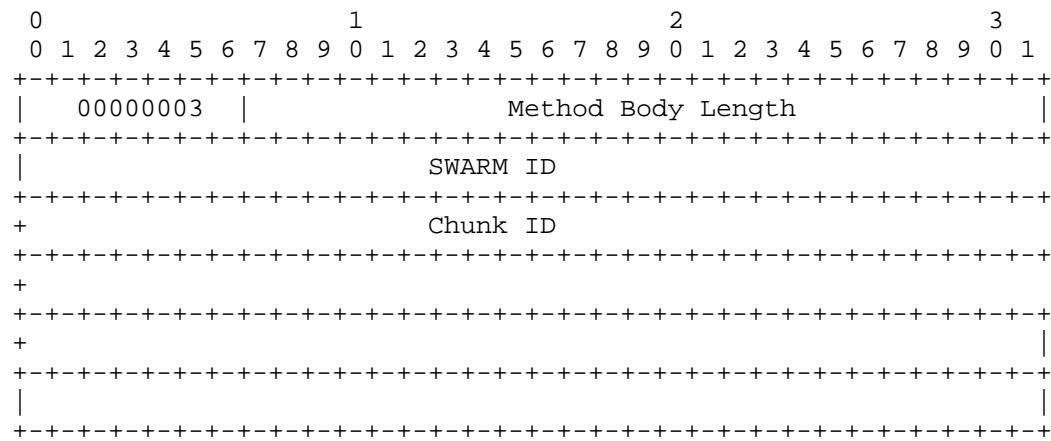 0                   1                   2                   3
 0 1 2 3 4 5 6 7 8 9 0 1 2 3 4 5 6 7 8 9 0 1 2 3 4 5 6 7 8 9 0 1
+-+-+-+-+-+-+-+-+-+-+-+-+-+-+-+-+-+-+-+-+-+-+-+-+-+-+-+-+-+-+-+-+
|   00000003  |                Method Body Length               |
+-+-+-+-+-+-+-+-+-+-+-+-+-+-+-+-+-+-+-+-+-+-+-+-+-+-+-+-+-+-+-+-+
|                         SWARM ID
+-+-+-+-+-+-+-+-+-+-+-+-+-+-+-+-+-+-+-+-+-+-+-+-+-+-+-+-+-+-+-+-+
+                         Chunk ID
+-+-+-+-+-+-+-+-+-+-+-+-+-+-+-+-+-+-+-+-+-+-+-+-+-+-+-+-+-+-+-+-+
+
+-+-+-+-+-+-+-+-+-+-+-+-+-+-+-+-+-+-+-+-+-+-+-+-+-+-+-+-+-+-+-+-+
+                                                               |
+-+-+-+-+-+-+-+-+-+-+-+-+-+-+-+-+-+-+-+-+-+-+-+-+-+-+-+-+-+-+-+-+
|                                                               |
+-+-+-+-+-+-+-+-+-+-+-+-+-+-+-+-+-+-+-+-+-+-+-+-+-+-+-+-+-+-+-+-+